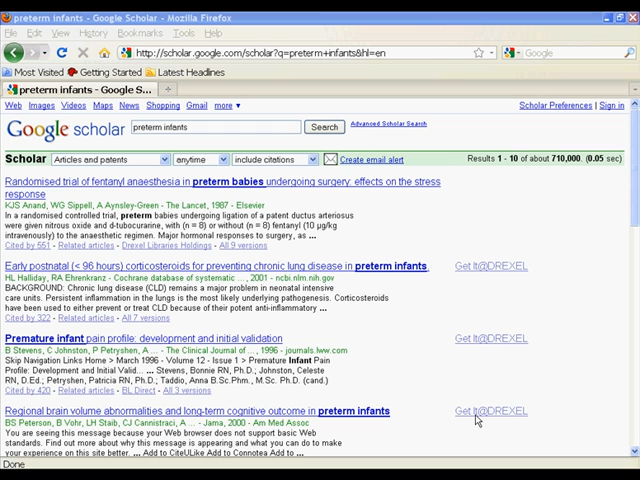 preterm infants - Google Scholar - Mozilla Firefox
File Edit View History Bookmarks Tools Help
http://scholar.google.com/scholar?q=preterm+infants&hl=en
Google
Most Visited Getting Started Latest Headlines
preterm infants - Google S...
Web Images Videos Maps News Shopping Gmail more ▼ Scholar Preferences | Sign in
Google scholar preterm infants Search Advanced Scholar Search
Scholar Articles and patents anytime include citations Create email alert Results 1 - 10 of about 710,000. (0.05 sec)
Randomised trial of fentanyl anaesthesia in preterm babies undergoing surgery: effects on the stress
response
KJS Anand, WG Sippell, A Aynsley-Green - The Lancet, 1987 - Elsevier
In a randomised controlled trial, preterm babies undergoing ligation of a patent ductus arteriosus
were given nitrous oxide and d-tubocurarine, with (n = 8) or without (n = 8) fentanyl (10 µg/kg
intravenously) to the anaesthetic regimen. Major hormonal responses to surgery, as ...
Cited by 551 - Related articles - Drexel Libraries Holdings - All 9 versions
Early postnatal (< 96 hours) corticosteroids for preventing chronic lung disease in preterm infants. Get It@DREXEL
HL Halliday, RA Ehrenkranz - Cochrane database of systematic ..., 2001 - ncbi.nlm.nih.gov
BACKGROUND: Chronic lung disease (CLD) remains a major problem in neonatal intensive
care units. Persistent inflammation in the lungs is the most likely underlying pathogenesis. Corticosteroids
have been used to either prevent or treat CLD because of their potent anti-inflammatory ...
Cited by 322 - Related articles - All 7 versions
Premature infant pain profile: development and initial validation Get It@DREXEL
B Stevens, C Johnston, P Petryshen, A ... - The Clinical Journal of ..., 1996 - journals.lww.com
Skip Navigation Links Home > March 1996 - Volume 12 - Issue 1 > Premature Infant Pain
Profile: Development and Initial Valid... ... Stevens, Bonnie RN, Ph.D.; Johnston, Celeste
RN, D.Ed.; Petryshen, Patricia RN, Ph.D.; Taddio, Anna B.Sc.Phm., M.Sc. Ph.D. (cand.)
Cited by 420 - Related articles - BL Direct - All 3 versions
Regional brain volume abnormalities and long-term cognitive outcome in preterm infants Get It@DREXEL
BS Peterson, B Vohr, LH Staib, CJ Cannistraci, A ... - Jama, 2000 - Am Med Assoc
You are seeing this message because your Web browser does not support basic Web
standards. Find out more about why this message is appearing and what you can do to make
your experience on this site better. ... Add to CiteULike Add to Connotea Add to ...
Done